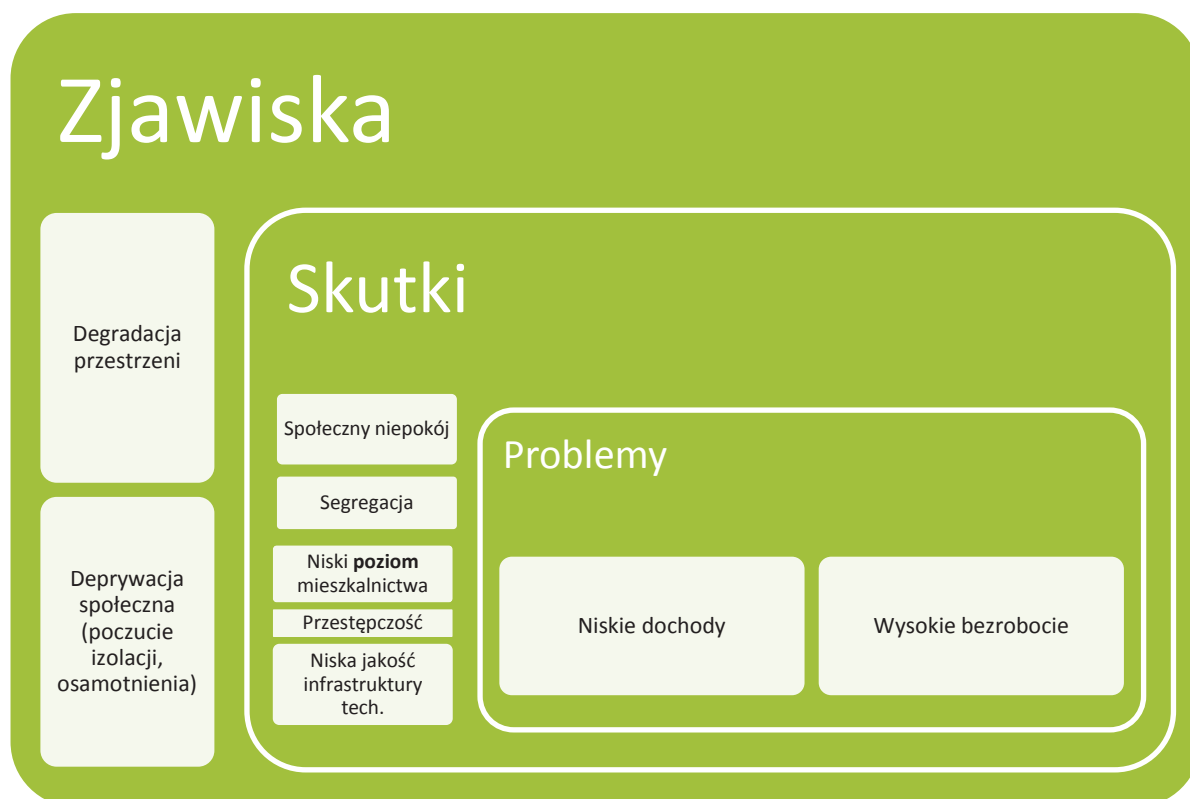 Zjawiska
Degradacja
przestrzeni
Deprywacja
społeczna
(poczucie
izolacji,
osamotnienia)
Skutki
Społeczny niepokój
Segregacja
Niski poziom
mieszkalnictwa
Przestępczość
Niska jakość
infrastruktury
tech.
Problemy
Niskie dochody
Wysokie bezrobocie